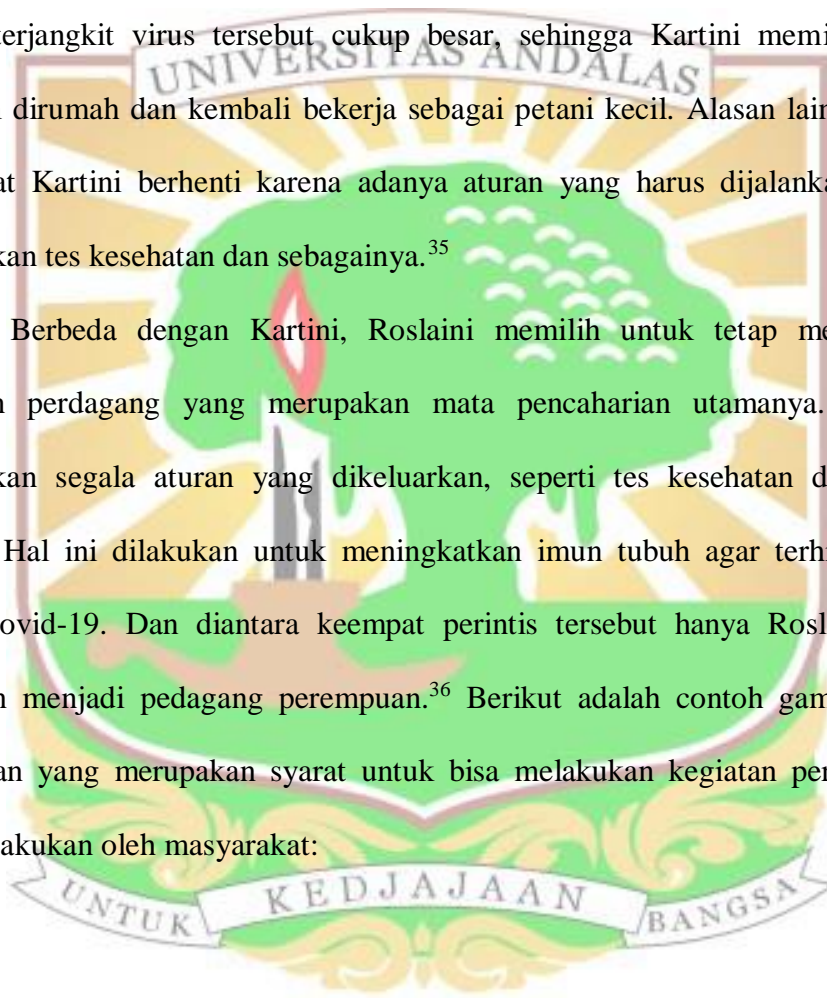 terjangkit virus tersebut cukup besar, sehingga Kartini memi
UNIVERSITAS ANDALAS
dirumah dan kembali bekerja sebagai petani kecil. Alasan lain
at Kartini berhenti karena adanya aturan yang harus dijalanka
kan tes kesehatan dan sebagainya.35
Berbeda dengan Kartini, Roslaini memilih untuk tetap me
n perdagang yang merupakan mata pencaharian utamanya.
kan segala aturan yang dikeluarkan, seperti tes kesehatan d
Hal ini dilakukan untuk meningkatkan imun tubuh agar terhi
ovid-19. Dan diantara keempat perintis tersebut hanya Rosl
n menjadi pedagang perempuan.36 Berikut adalah contoh gam
an yang merupakan syarat untuk bisa melakukan kegiatan per
akukan oleh masyarakat:
UNTUK KEDJAJAAN BANGSA